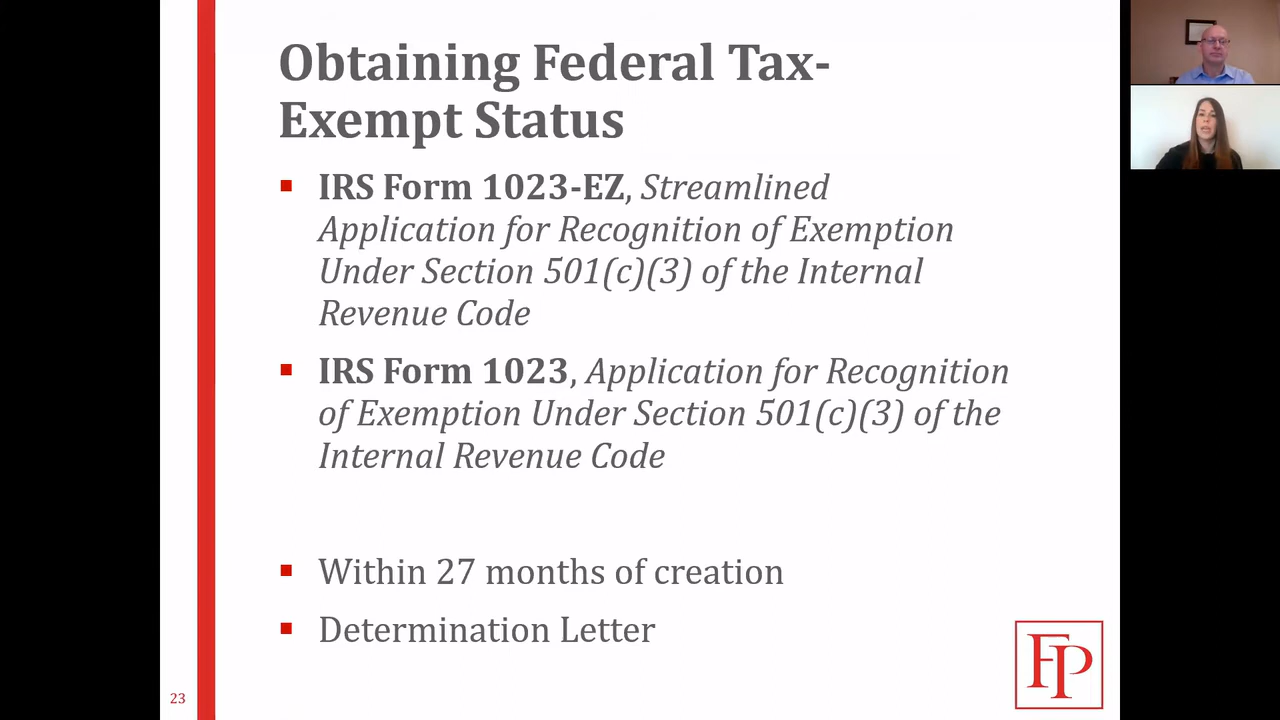 Obtaining Federal Tax-
Exempt Status
▪ IRS Form 1023-EZ, Streamlined
Application for Recognition of Exemption
Under Section 501(c)(3) of the Internal
Revenue Code
▪ IRS Form 1023, Application for Recognition
of Exemption Under Section 501(c)(3) of the
Internal Revenue Code
▪ Within 27 months of creation
▪ Determination Letter
23
FP